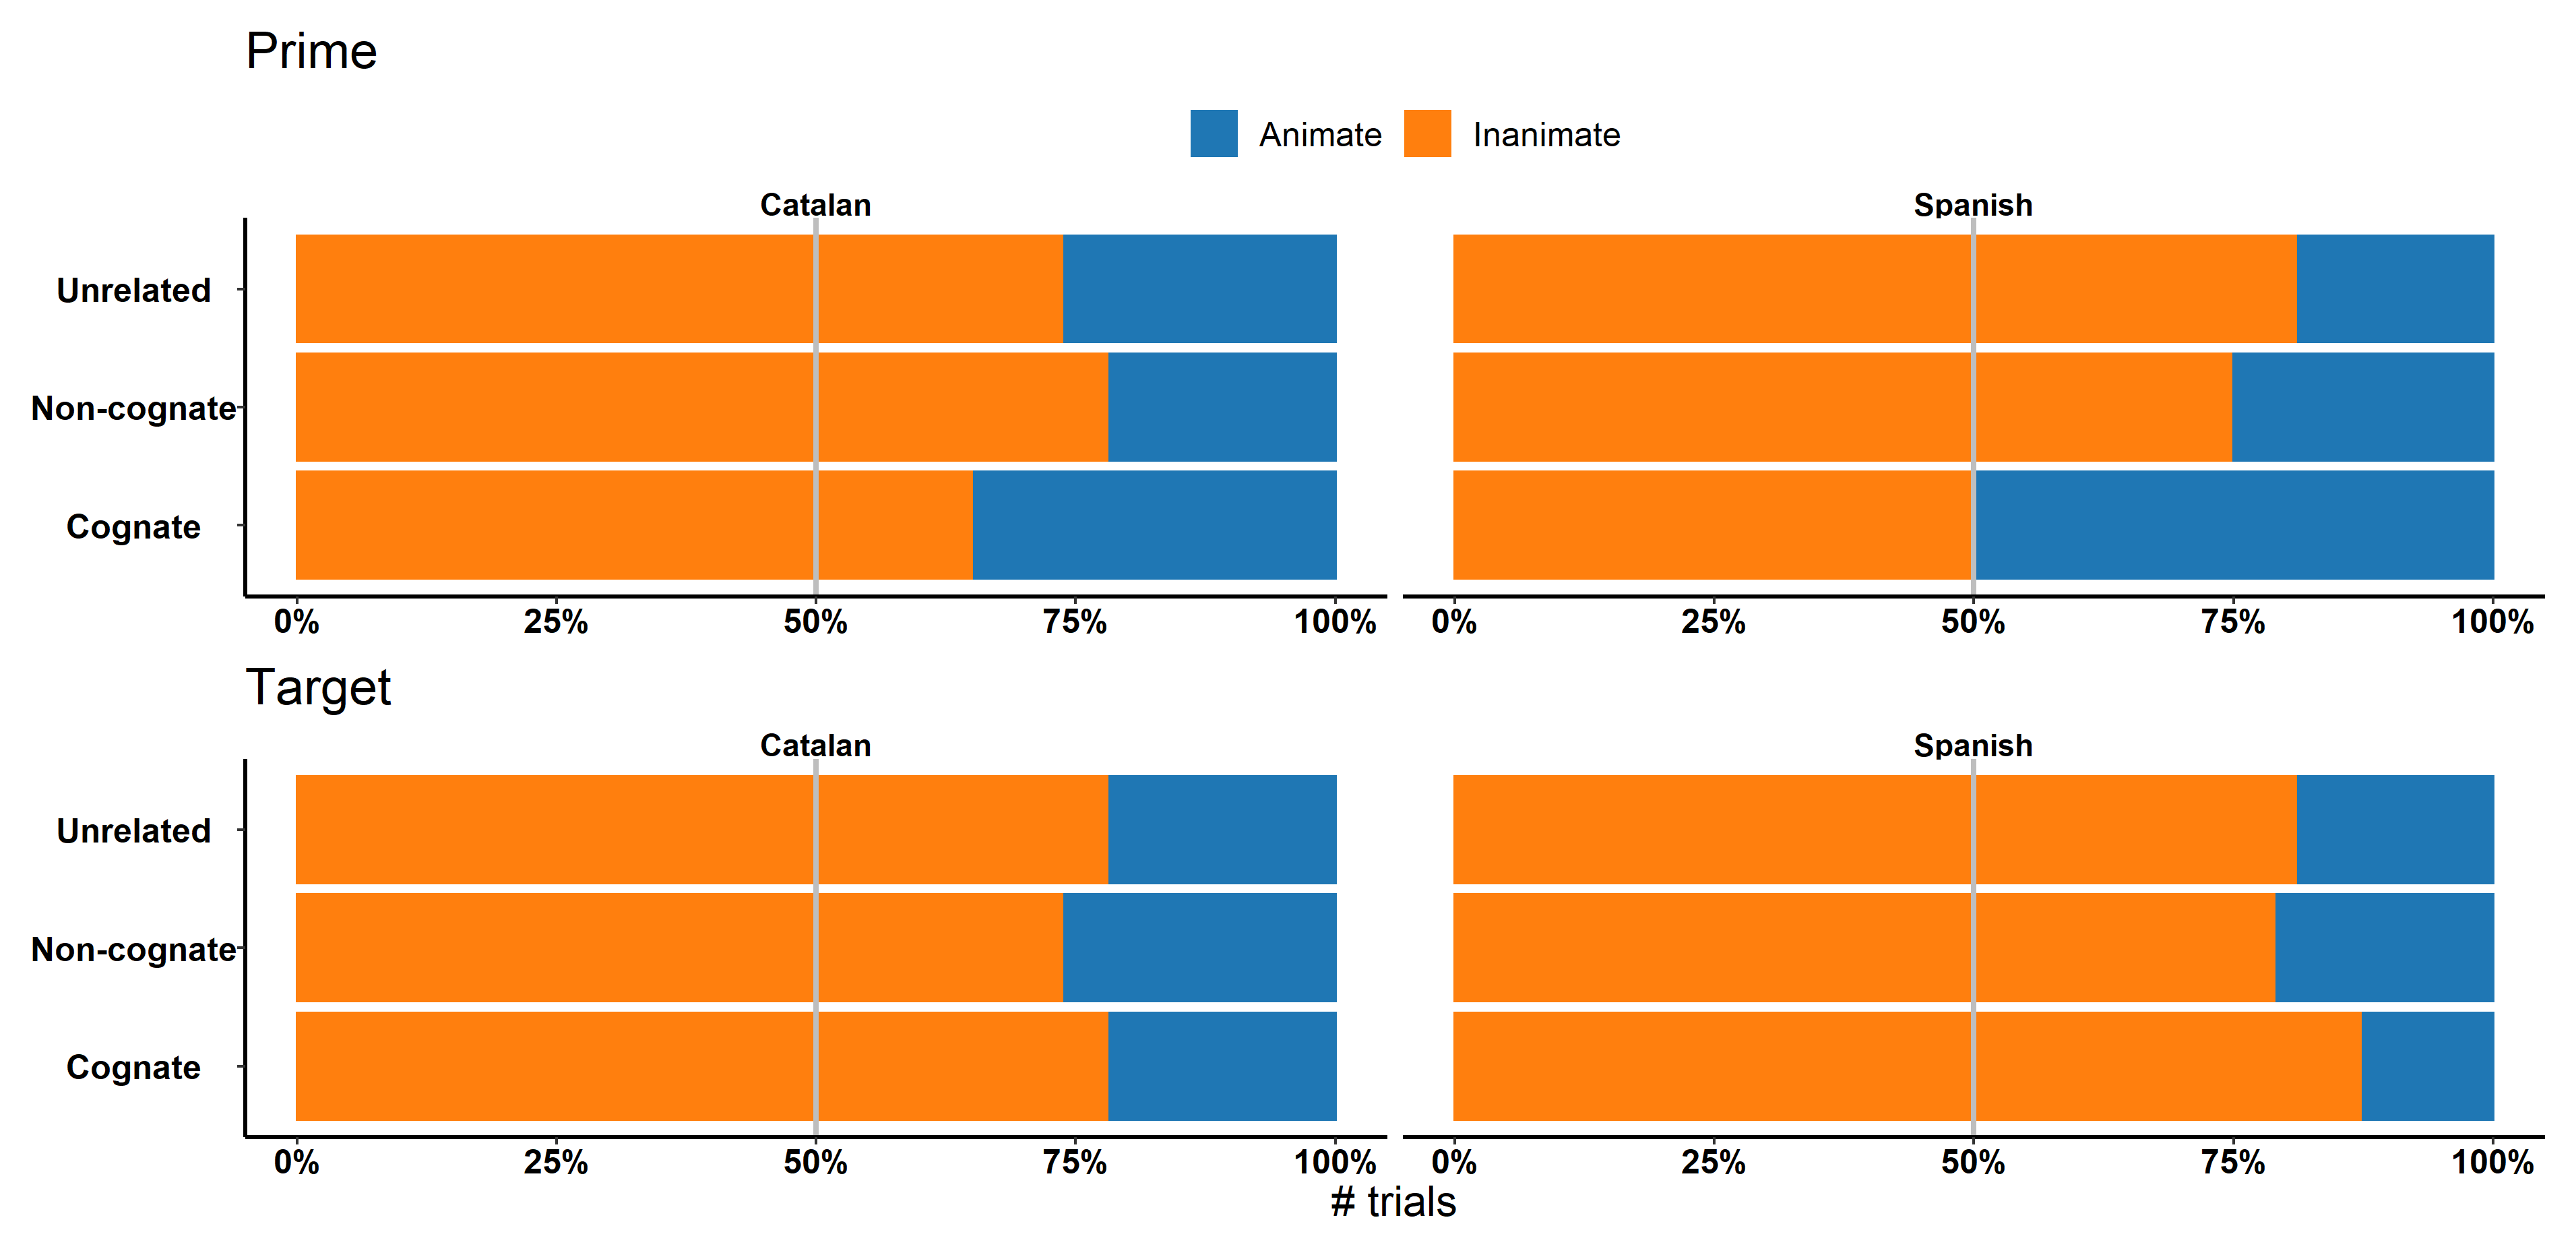 Prime
Animate Inanimate
Catalan Spanish
Unrelated
Non-cognate
Cognate
0% 25% 50% 75% 100% 0% 25% 50% 75% 100%
Target
Catalan Spanish
Unrelated
Non-cognate
Cognate
0% 25% 50% 75% 100% 0% 25% 50% 75% 100%
# trials